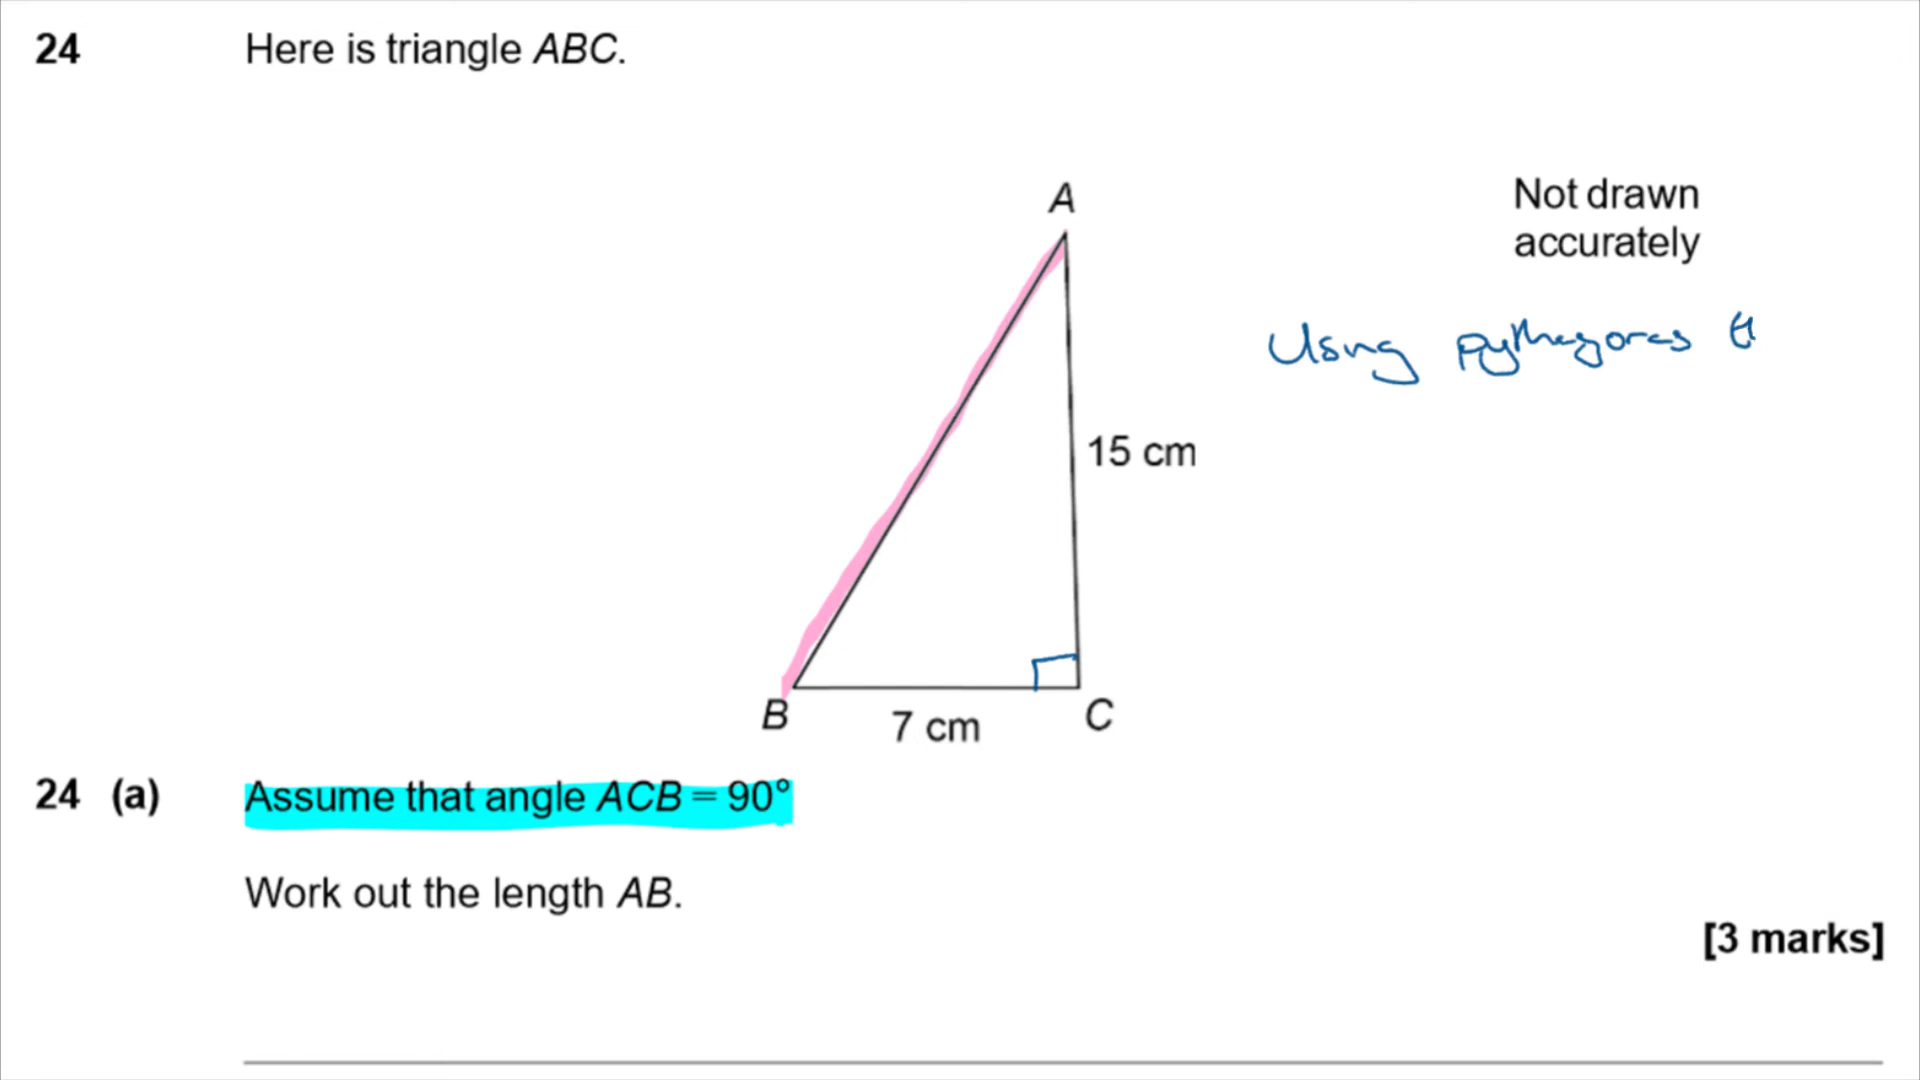 24 Here is triangle ABC.
A
Not drawn
accurately
Using pythagoras
15 cm
B
7 cm
C
24 (a) Assume that angle ACB = 90°
Work out the length AB.
[3 marks]